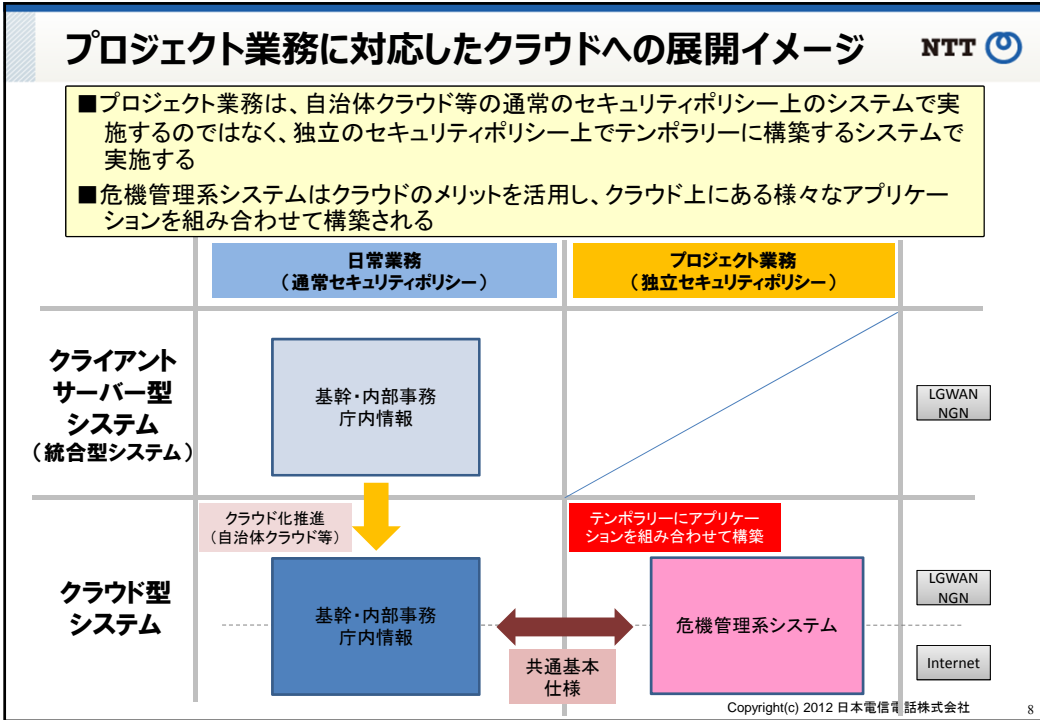 プロジェクト業務に対応したクラウドへの展開イメージ
NTT
■プロジェクト業務は、自治体クラウド等の通常のセキュリティポリシー上のシステムで実
施するのではなく、独立のセキュリティポリシー上でテンポラリーに構築するシステムで
実施する
■危機管理系システムはクラウドのメリットを活用し、クラウド上にある様々なアプリケー
ションを組み合わせて構築される
日常業務
（通常セキュリティポリシー）
プロジェクト業務
（独立セキュリティポリシー）
クライアント
サーバー型
システム
（統合型システム）
基幹・内部事務
庁内情報
LGWAN
NGN
クラウド化推進
（自治体クラウド等）
テンポラリーにアプリケー
ションを組み合わせて構築
クラウド型
システム
基幹・内部事務
庁内情報
共通基本
仕様
危機管理系システム
LGWAN
NGN
Internet
Copyright(c) 2012 日本電信電話株式会社
8